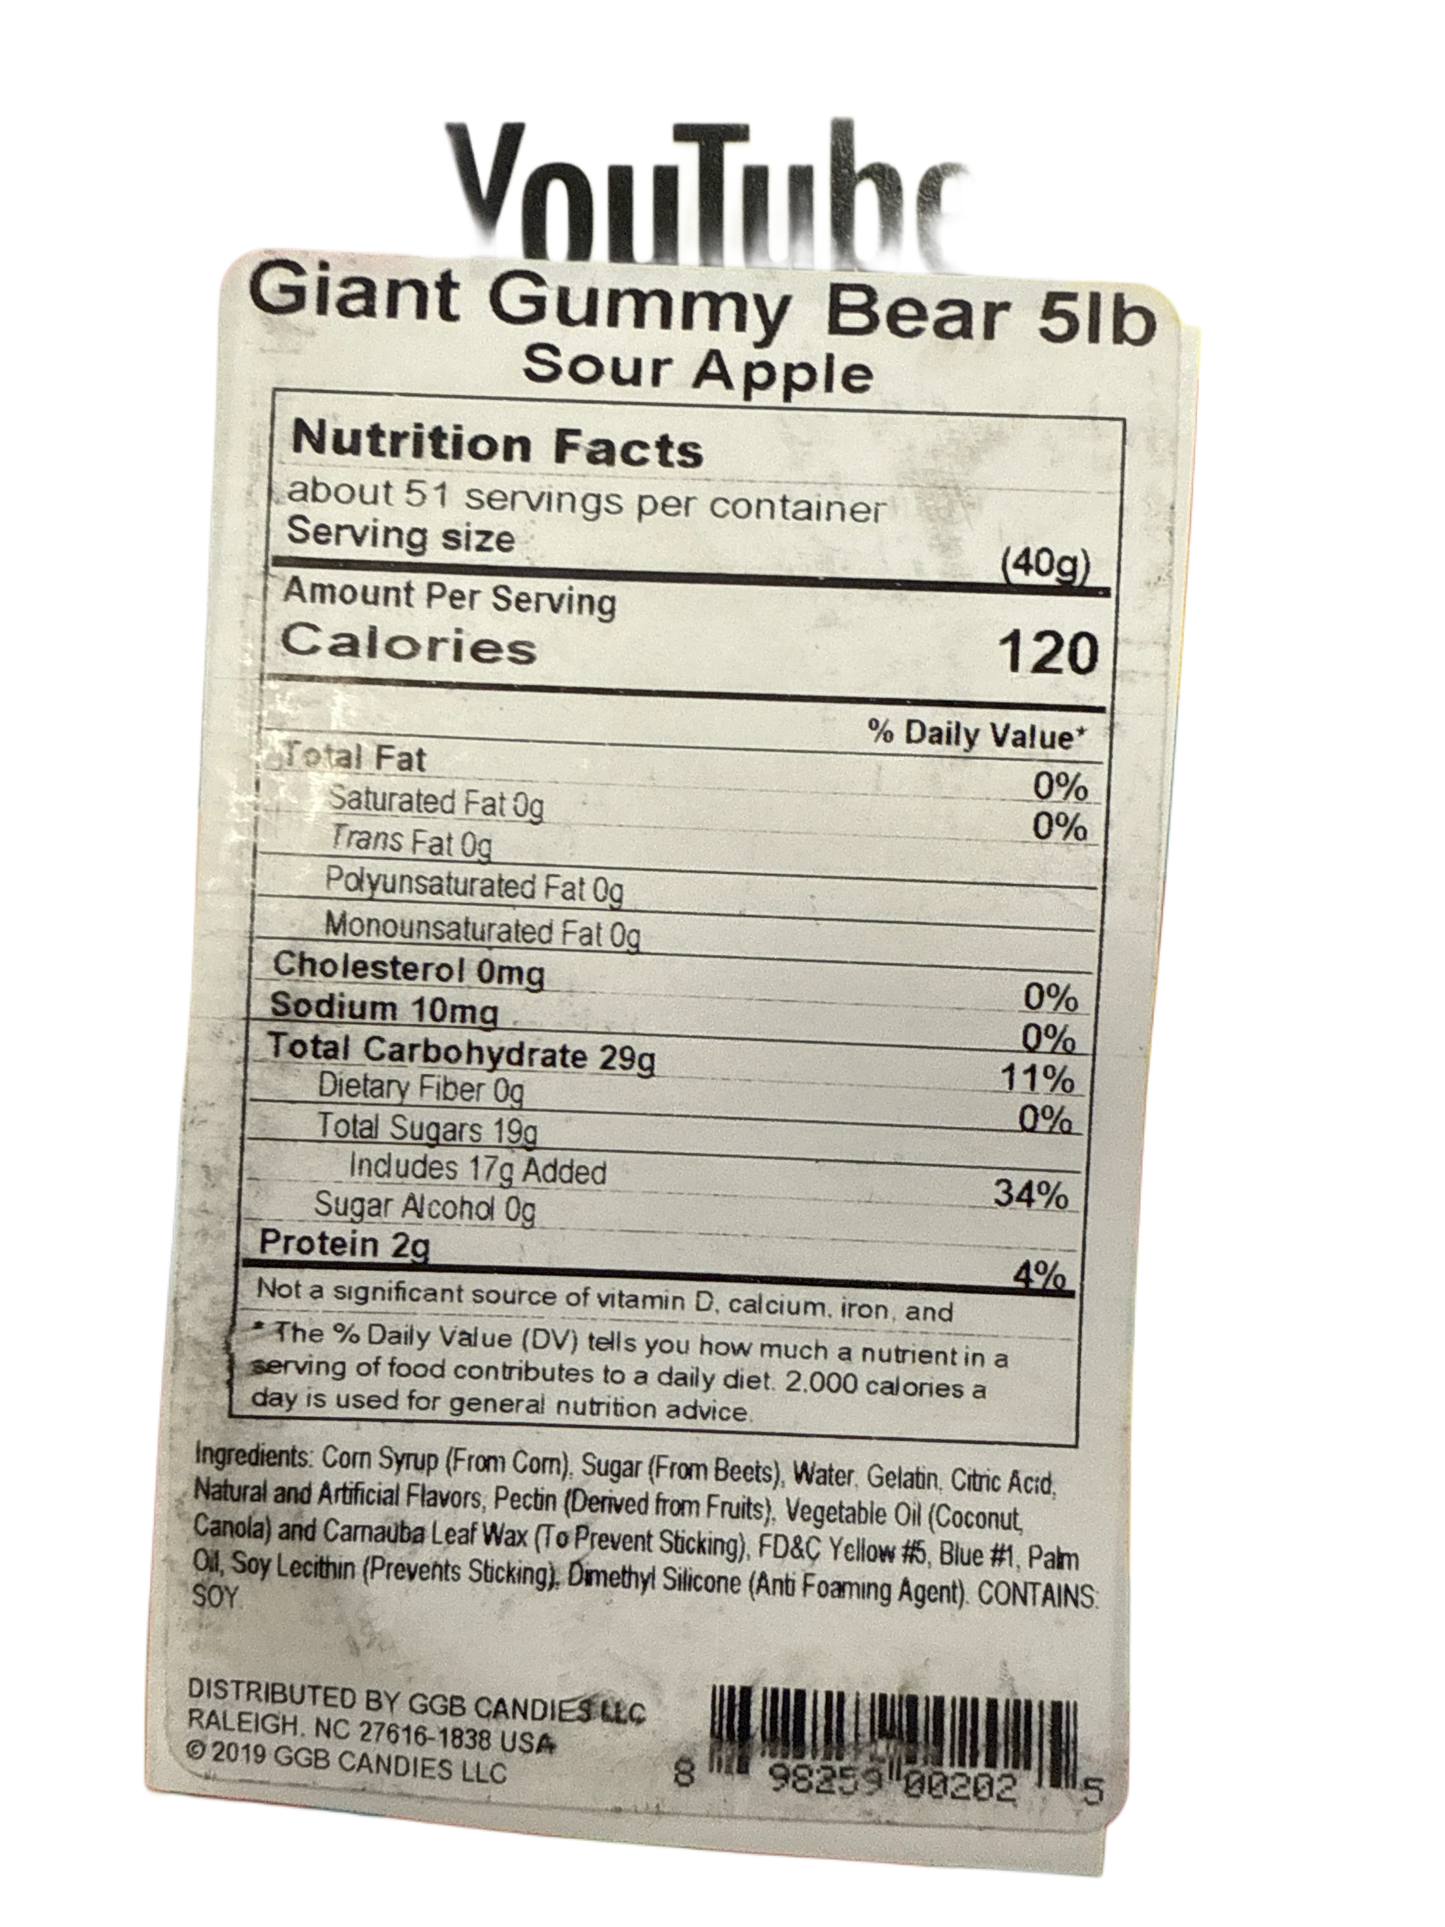 YouTube
Giant Gummy Bear 5lb
Sour Apple
Nutrition Facts
about 51 servings per container
Serving size (40g)
Amount Per Serving
Calories 120
% Daily Value*
Total Fat 0%
Saturated Fat 0g 0%
Trans Fat 0g
Polyunsaturated Fat 0g
Monounsaturated Fat 0g
Cholesterol 0mg 0%
Sodium 10mg 0%
Total Carbohydrate 29g 11%
Dietary Fiber 0g 0%
Total Sugars 19g
Includes 17g Added 34%
Sugar Alcohol 0g
Protein 2g 4%
Not a significant source of vitamin D, calcium, iron, and
* The % Daily Value (DV) tells you how much a nutrient in a
serving of food contributes to a daily diet. 2,000 calories a
day is used for general nutrition advice.
Ingredients: Corn Syrup (From Corn), Sugar (From Beets), Water, Gelatin, Citric Acid,
Natural and Artificial Flavors, Pectin (Derived from Fruits), Vegetable Oil (Coconut,
Canola) and Carnauba Leaf Wax (To Prevent Sticking), FD&C Yellow #5, Blue #1, Palm
Oil, Soy Lecithin (Prevents Sticking), Dimethyl Silicone (Anti Foaming Agent). CONTAINS:
SOY.
DISTRIBUTED BY GGB CANDIES LLC
RALEIGH, NC 27616-1838 USA
© 2019 GGB CANDIES LLC
8 98259 00202 5